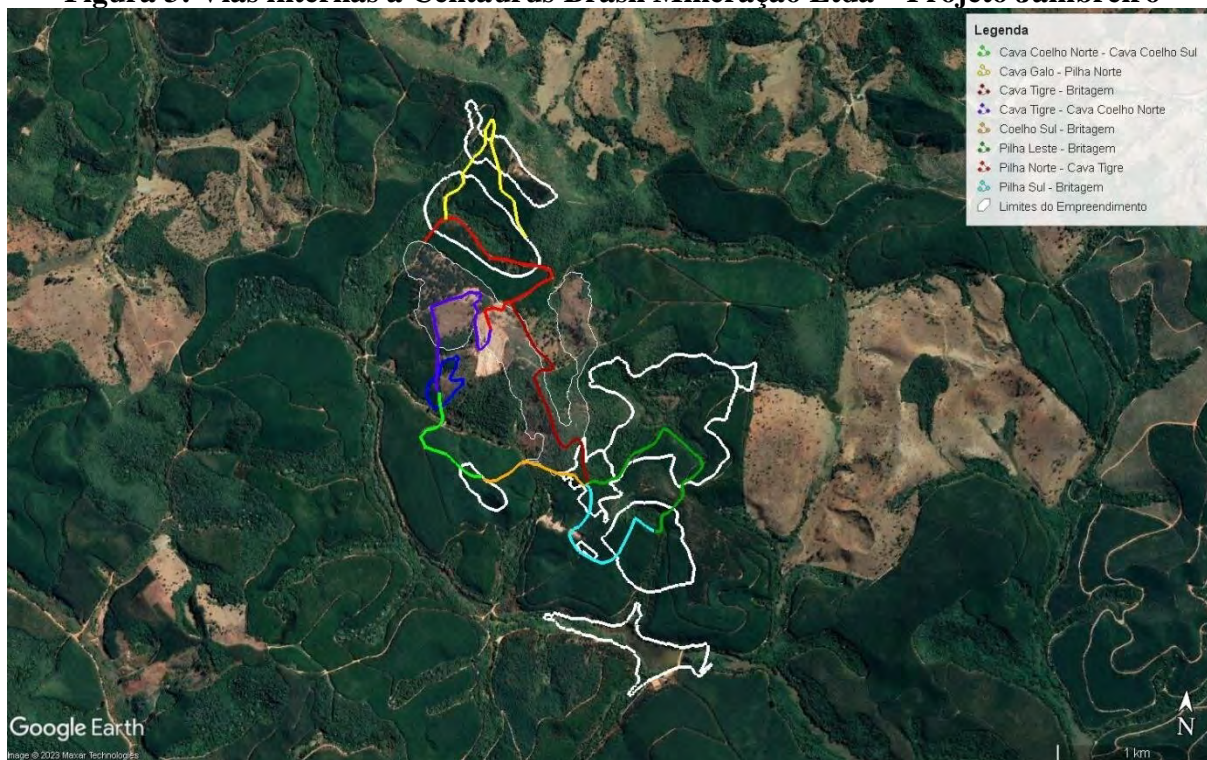 Figura 3: Vias internas à Centaurus Brasil Mineração Ltda – Projeto Jambreiro
Legenda
Cava Coelho Norte - Cava Coelho Sul
Cava Galo - Pilha Norte
Cava Tigre - Britagem
Cava Tigre - Cava Coelho Norte
Coelho Sul - Britagem
Pilha Leste - Britagem
Pilha Norte - Cava Tigre
Pilha Sul - Britagem
Limites do Empreendimento
Google Earth
Image © 2023 Maxar Technologies
N
1 km